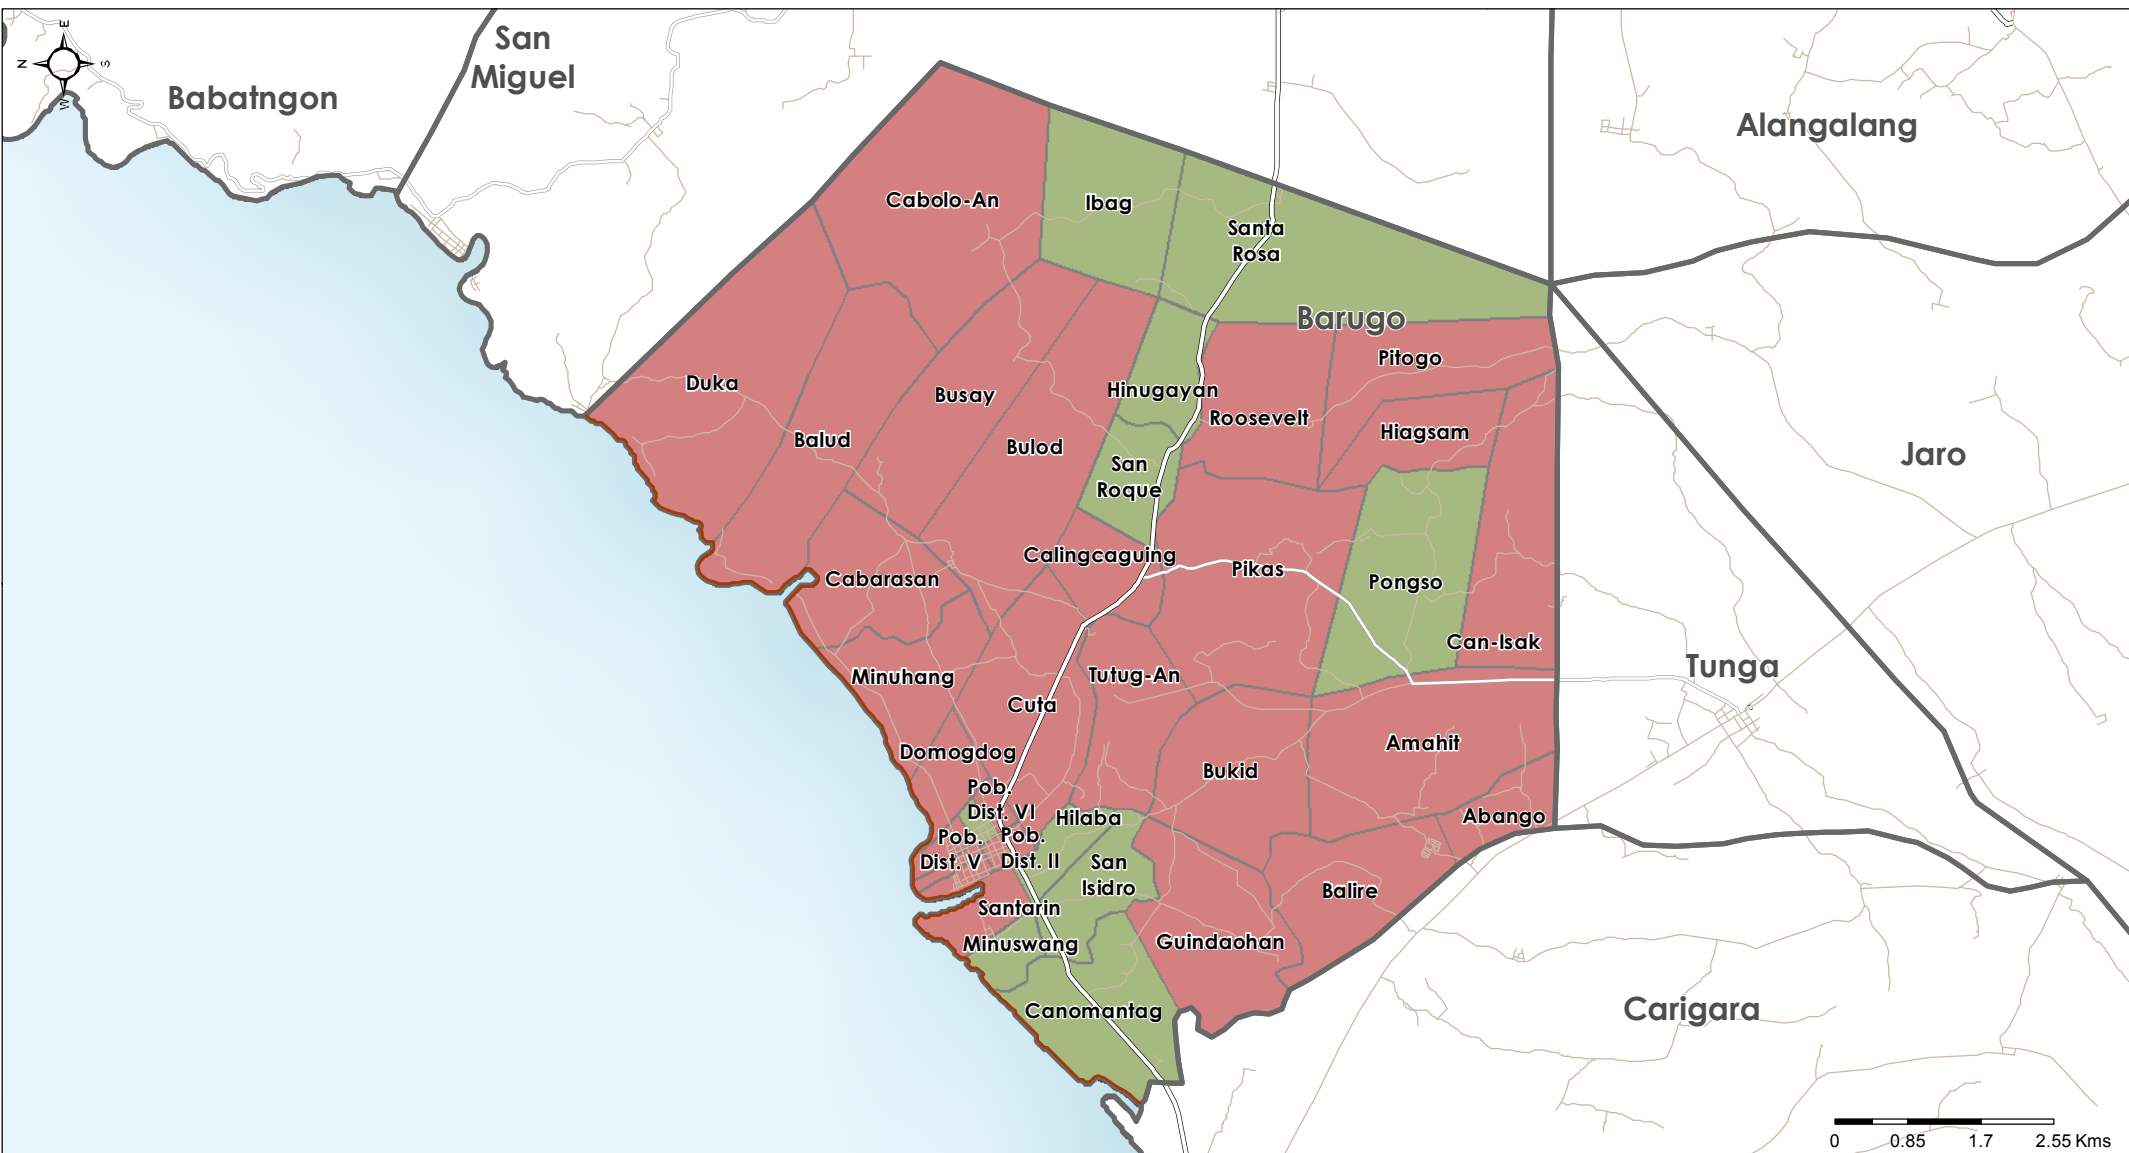 E
N
S
W
San
Miguel
Babatngon
Alangalang
Cabolo-An
Ibag
Santa
Rosa
Barugo
Pitogo
Duka
Hinugayan
Busay
Roosevelt
Hiagsam
Balud
Bulod
San
Roque
Jaro
Calingcaguing
Cabarasan
Pikas
Pongso
Can-Isak
Tunga
Minuhang
Tutug-An
Cuta
Domogdog
Amahit
Bukid
Pob.
Dist. VI
Hilaba
Abango
Pob.
Dist. V
Pob.
Dist. II
San
Isidro
Balire
Santarin
Minuswang
Guindaohan
Canomantag
Carigara
0 0.85 1.7 2.55 Kms